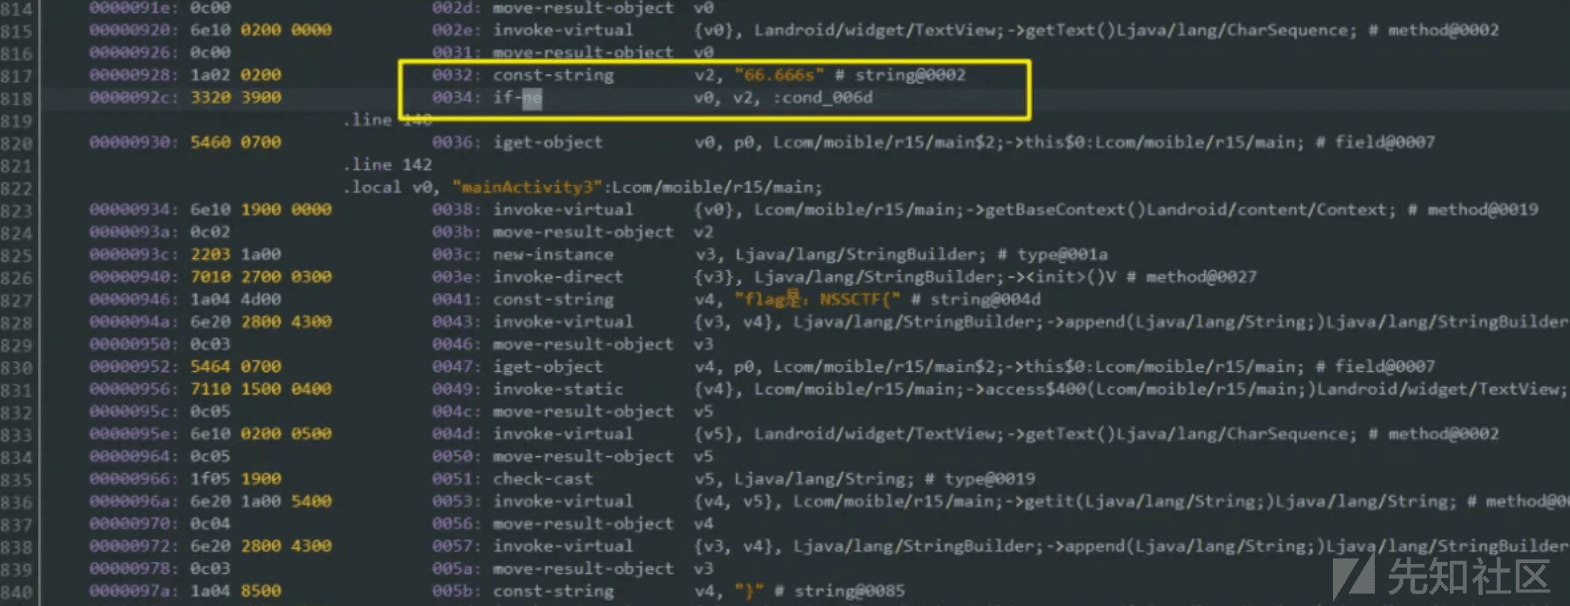 814 0000091e: 0c00 002d: move-result-object v0
815 00000920: 6e10 0200 0000 002e: invoke-virtual {v0}, Landroid/widget/TextView;->getText()Ljava/lang/CharSequence; # method@0002
816 00000926: 0c00 0031: move-result-object v0
817 00000928: 1a02 0200 0032: const-string v2, "66.666s" # string@0002
818 0000092c: 3320 3900 0034: if-ne v0, v2, :cond_006d
819 .line 140
820 00000930: 5460 0700 0036: iget-object v0, p0, Lcom/moible/r15/main$2;->this$0:Lcom/moible/r15/main; # field@0007
821 .line 142
822 .local v0, "mainActivity3":Lcom/moible/r15/main;
823 00000934: 6e10 1900 0000 0038: invoke-virtual {v0}, Lcom/moible/r15/main;->getBaseContext()Landroid/content/Context; # method@0019
824 0000093a: 0c02 003b: move-result-object v2
825 0000093c: 2203 1a00 003c: new-instance v3, Ljava/lang/StringBuilder; # type@001a
826 00000940: 7010 2700 0300 003e: invoke-direct {v3}, Ljava/lang/StringBuilder;-><init>()V # method@0027
827 00000946: 1a04 4d00 0041: const-string v4, "flag是：NSSCTF{" # string@004d
828 0000094a: 6e20 2800 4300 0043: invoke-virtual {v3, v4}, Ljava/lang/StringBuilder;->append(Ljava/lang/String;)Ljava/lang/StringBuilder
829 00000950: 0c03 0046: move-result-object v3
830 00000952: 5464 0700 0047: iget-object v4, p0, Lcom/moible/r15/main$2;->this$0:Lcom/moible/r15/main; # field@0007
831 00000956: 7110 1500 0400 0049: invoke-static {v4}, Lcom/moible/r15/main;->access$400(Lcom/moible/r15/main;)Landroid/widget/TextView;
832 0000095c: 0c05 004c: move-result-object v5
833 0000095e: 6e10 0200 0500 004d: invoke-virtual {v5}, Landroid/widget/TextView;->getText()Ljava/lang/CharSequence; # method@0002
834 00000964: 0c05 0050: move-result-object v5
835 00000966: 1f05 1900 0051: check-cast v5, Ljava/lang/String; # type@0019
836 0000096a: 6e20 1a00 5400 0053: invoke-virtual {v4, v5}, Lcom/moible/r15/main;->getit(Ljava/lang/String;)Ljava/lang/String; # method@00
837 00000970: 0c04 0056: move-result-object v4
838 00000972: 6e20 2800 4300 0057: invoke-virtual {v3, v4}, Ljava/lang/StringBuilder;->append(Ljava/lang/String;)Ljava/lang/StringBuilder
839 00000978: 0c03 005a: move-result-object v3
840 0000097a: 1a04 8500 005b: const-string v4, "}" # string@0085
先知社区